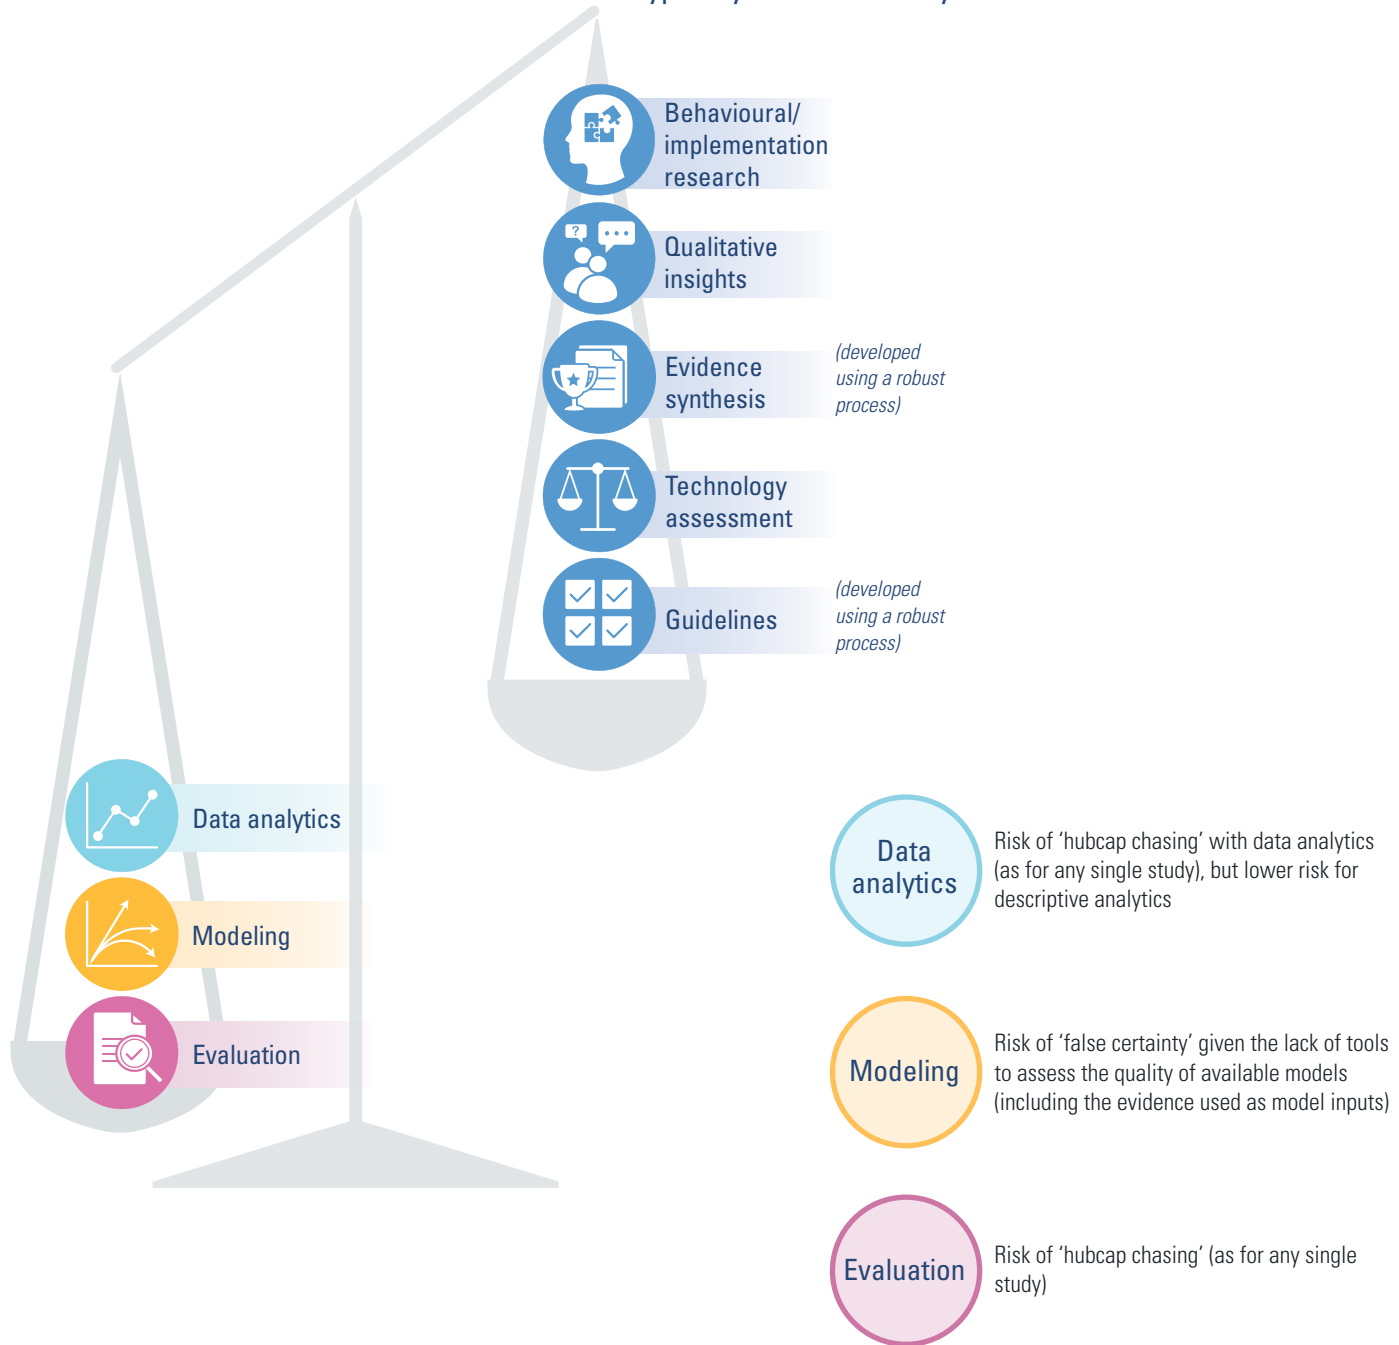 Behavioural/
implementation
research
?
Qualitative
insights
Evidence
synthesis
(developed
using a robust
process)
Technology
assessment
Guidelines
(developed
using a robust
process)
Data analytics
Modeling
Evaluation
Data
analytics
Risk of ‘hubcap chasing’ with data analytics
(as for any single study), but lower risk for
descriptive analytics
Modeling
Risk of ‘false certainty’ given the lack of tools
to assess the quality of available models
(including the evidence used as model inputs)
Evaluation
Risk of ‘hubcap chasing’ (as for any single
study)